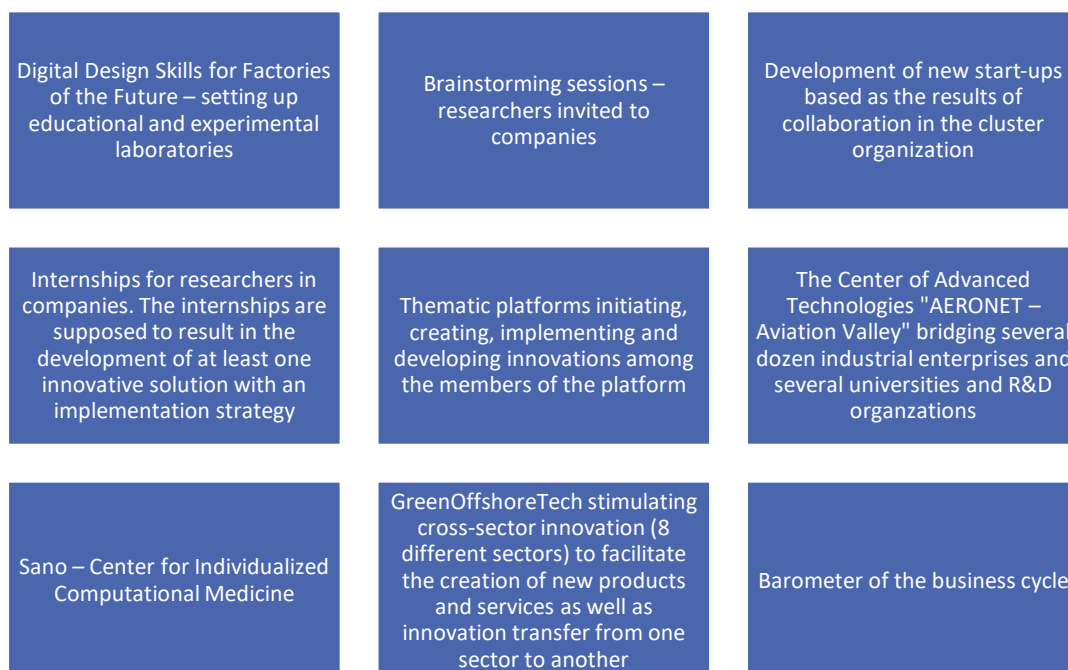 Digital Design Skills for Factories
of the Future – setting up
educational and experimental
laboratories
Brainstorming sessions –
researchers invited to
companies
Development of new start-ups
based as the results of
collaboration in the cluster
organization
Internships for researchers in
companies. The internships are
supposed to result in the
development of at least one
innovative solution with an
implementation strategy
Thematic platforms initiating,
creating, implementing and
developing innovations among
the members of the platform
The Center of Advanced
Technologies "AERONET –
Aviation Valley" bridging several
dozen industrial enterprises and
several universities and R&D
organzations
Sano – Center for Individualized
Computational Medicine
GreenOffshoreTech stimulating
cross-sector innovation (8
different sectors) to facilitate
the creation of new products
and services as well as
innovation transfer from one
sector to another
Barometer of the business cycle